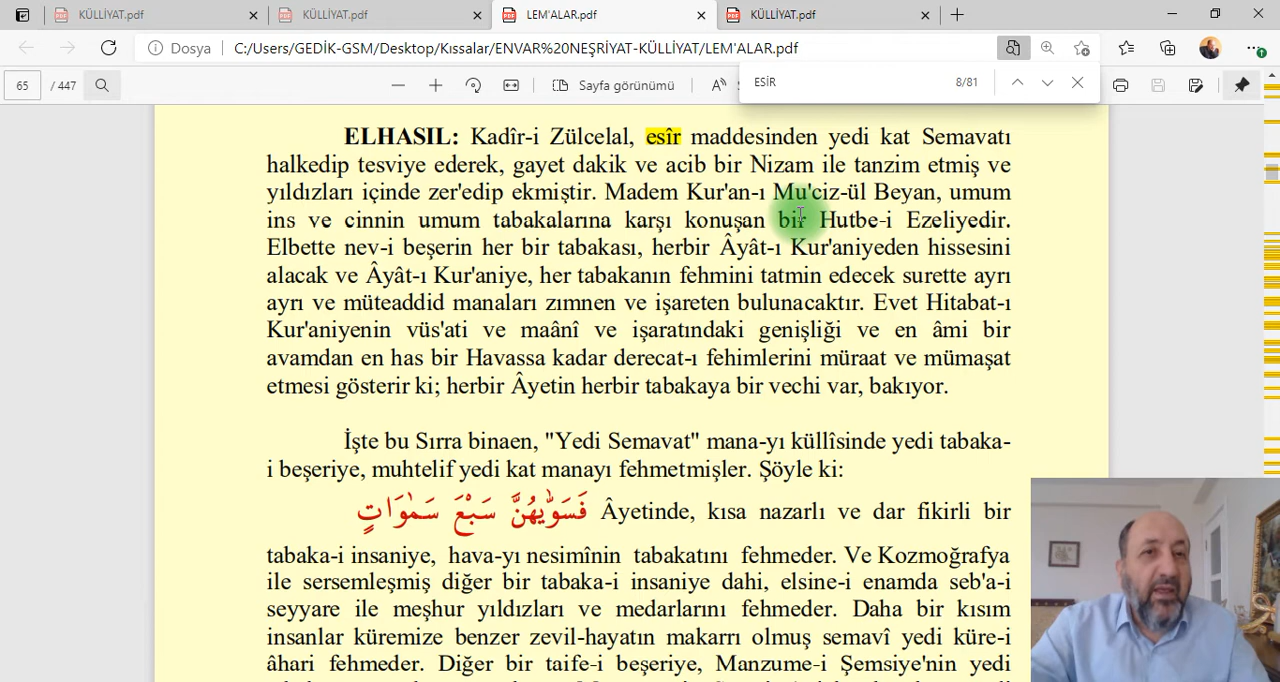 KÜLLİYAT.pdf
KÜLLİYAT.pdf
LEM'ALAR.pdf
KÜLLİYAT.pdf
Dosya C:/Users/GEDİK-GSM/Desktop/Kıssalar/ENVAR%20NEŞRİYAT-KÜLLİYAT/LEM'ALAR.pdf
65 / 447 Sayfa görünümü
ESİR 8/81
ELHASIL: Kadîr-i Zülcelal, esîr maddesinden yedi kat Semavatı
halkedip tesviye ederek, gayet dakik ve acib bir Nizam ile tanzim etmiş ve
yıldızları içinde zer'edip ekmiştir. Madem Kur'an-ı Mu'ciz-ül Beyan, umum
ins ve cinnin umum tabakalarına karşı konuşan bir Hutbe-i Ezeliyedir.
Elbette nev-i beşerin her bir tabakası, herbir Âyât-ı Kur'aniyeden hissesini
alacak ve Âyât-ı Kur'aniye, her tabakanın fehmini tatmin edecek surette ayrı
ayrı ve müteaddid manaları zımnen ve işareten bulunacaktır. Evet Hitabat-ı
Kur'aniyenin vüs'ati ve maânî ve işaratındaki genişliği ve en âmi bir
avamdan en has bir Havassa kadar derecat-ı fehimlerini müraat ve mümaşat
etmesi gösterir ki; herbir Âyetin herbir tabakaya bir vechi var, bakıyor.
İşte bu Sırra binaen, "Yedi Semavat" mana-yı küllîsinde yedi tabaka-
i beşeriye, muhtelif yedi kat manayı fehmetmişler. Şöyle ki:
فَسَوّٰيهُنَّ سَبْعَ سَمٰوَاتٍ Âyetinde, kısa nazarlı ve dar fikirli bir
tabaka-i insaniye, hava-yı nesimînin tabakatını fehmeder. Ve Kozmoğrafya
ile sersemleşmiş diğer bir tabaka-i insaniye dahi, elsine-i enamda seb'a-i
seyyare ile meşhur yıldızları ve medarlarını fehmeder. Daha bir kısım
insanlar küremize benzer zevil-hayatın makarrı olmuş semavî yedi küre-i
âhari fehmeder. Diğer bir taife-i beşeriye, Manzume-i Şemsiye'nin yedi